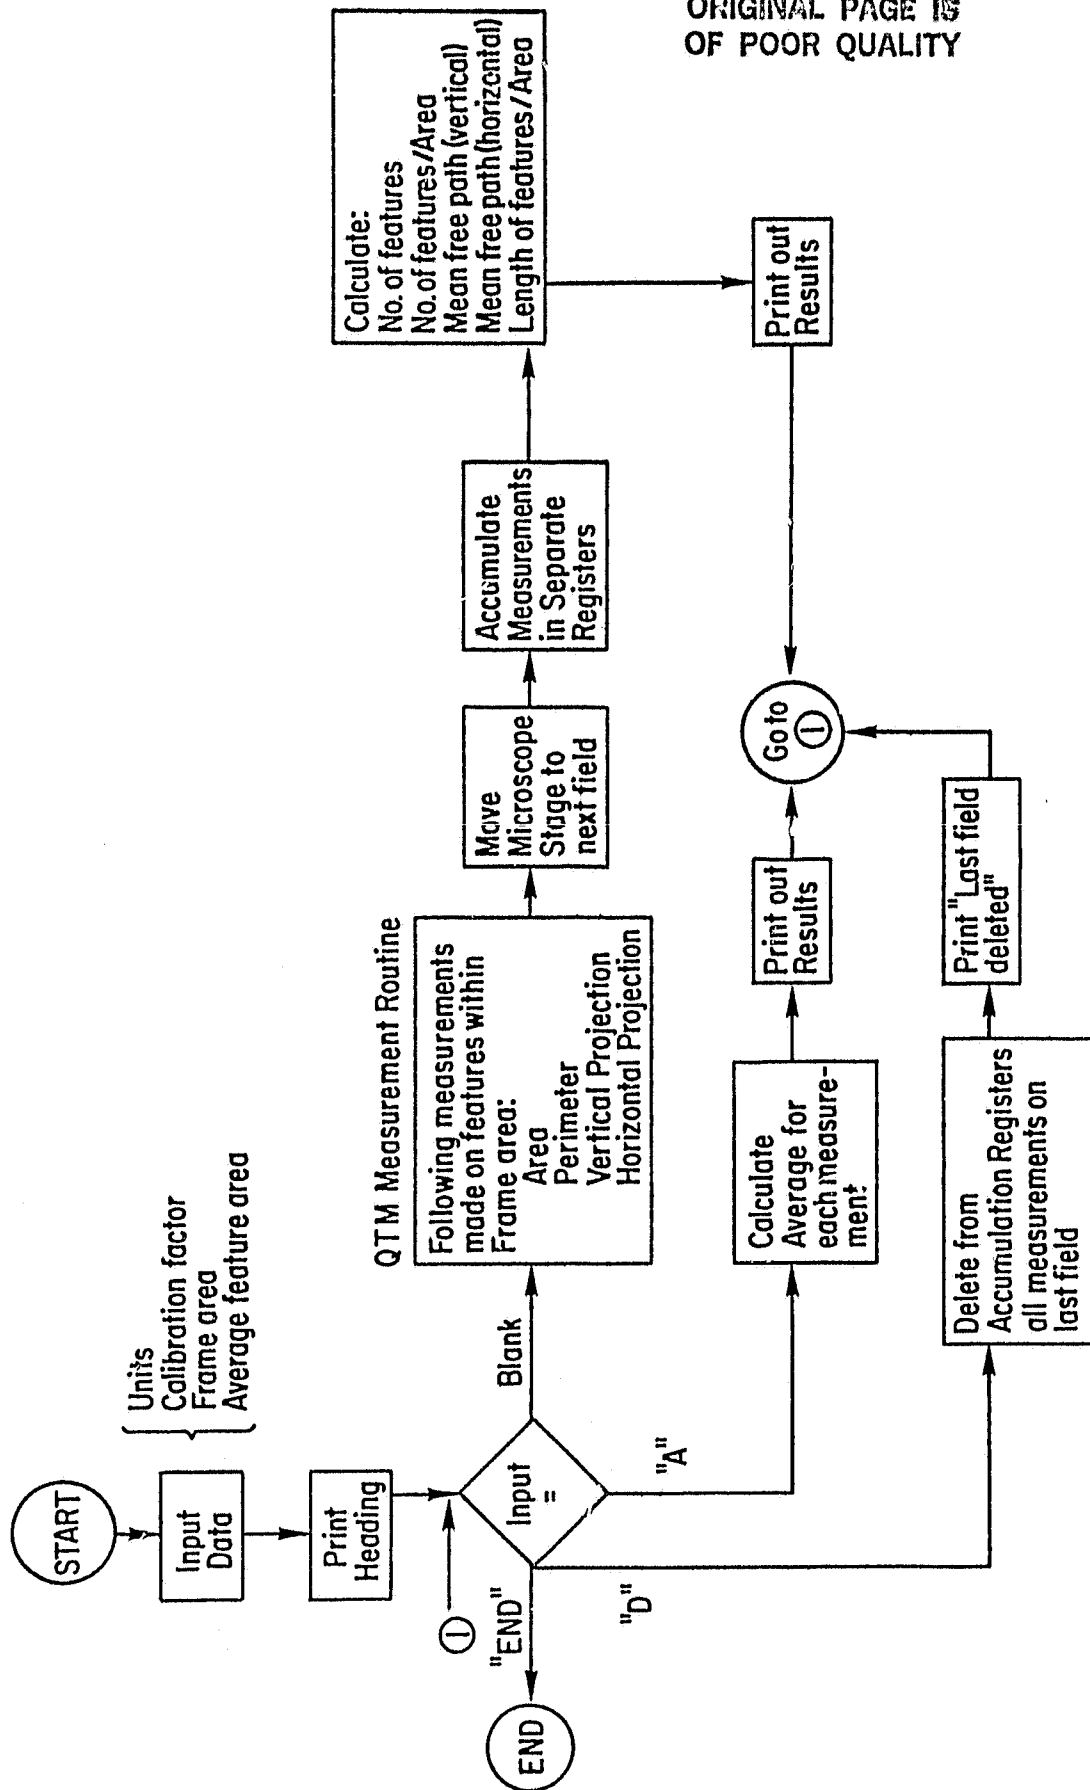 ORIGINAL PAGE IS
OF POOR QUALITY
START
Input
Data
Units
Calibration factor
Frame area
Average feature area
Print
Heading
①
Input
=
"END"
END
Blank
"A"
"D"
QTM Measurement Routine
Following measurements
made on features within
Frame area:
Area
Perimeter
Vertical Projection
Horizontal Projection
Move
Microscope
Stage to
next field
Accumulate
Measurements
in Separate
Registers
Calculate:
No. of features
No. of features/Area
Mean free path (vertical)
Mean free path (horizontal)
Length of features/Area
Print out
Results
Calculate
Average for
each measure-
ment
Print out
Results
Go to
①
Delete from
Accumulation Registers
all measurements on
last field
Print "Last field
deleted"